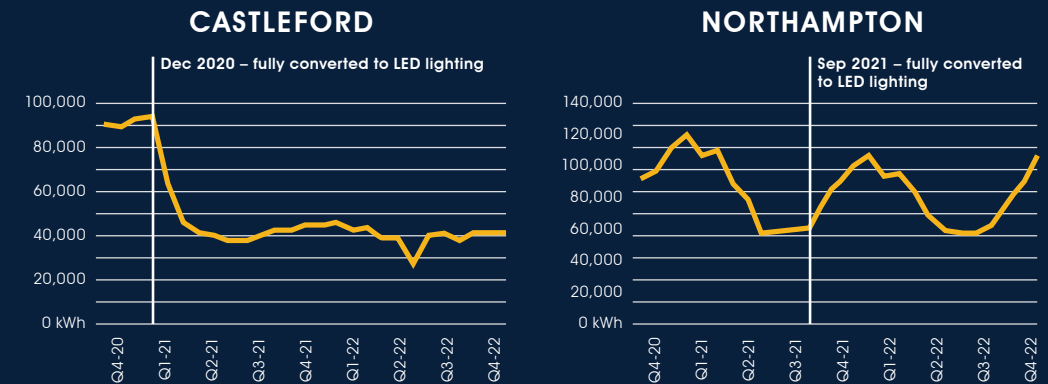 CASTLEFORD
Dec 2020 – fully converted to LED lighting
100,000
80,000
60,000
40,000
20,000
0 kWh
Q4-20
Q1-21
Q2-21
Q3-21
Q4-21
Q1-22
Q2-22
Q3-22
Q4-22
NORTHAMPTON
Sep 2021 – fully converted
to LED lighting
140,000
120,000
100,000
80,000
60,000
40,000
20,000
0 kWh
Q4-20
Q1-21
Q2-21
Q3-21
Q4-21
Q1-22
Q2-22
Q3-22
Q4-22